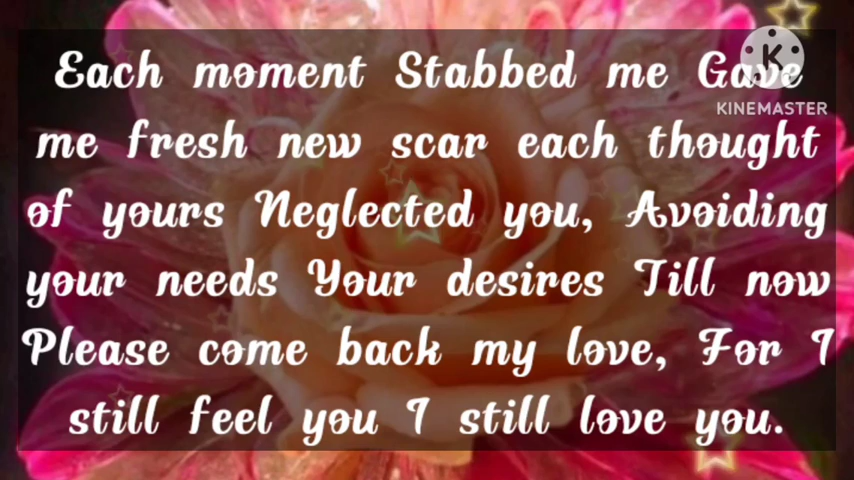 KINEMASTER
Each moment Stabbed me Gave
me fresh new scar each thought
of yours Neglected you, Avoiding
your needs Your desires Till now
Please come back my love, For I
still feel you I still love you.